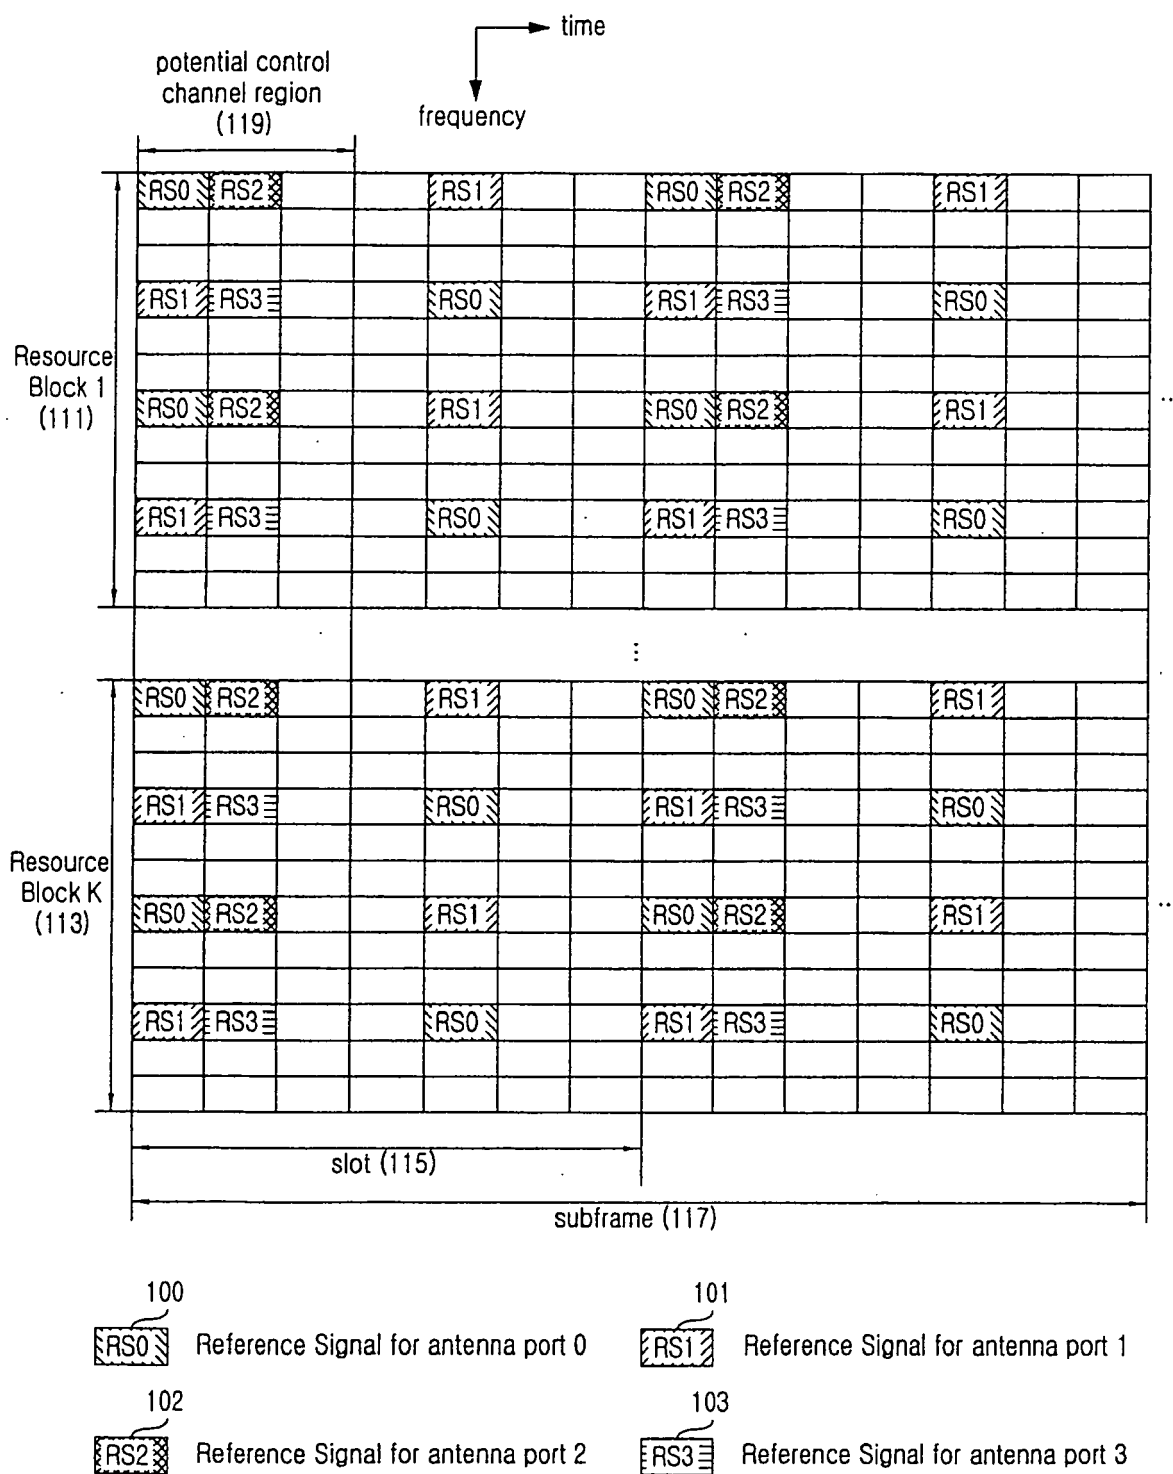 time
potential control
channel region
(119)
frequency
RS0 RS2 RS1 RS0 RS2 RS1
RS1 RS3 RS0 RS1 RS3 RS0
Resource
Block 1
(111)
RS0 RS2 RS1 RS0 RS2 RS1
RS1 RS3 RS0 RS1 RS3 RS0
RS0 RS2 RS1 RS0 RS2 RS1
RS1 RS3 RS0 RS1 RS3 RS0
Resource
Block K
(113)
RS0 RS2 RS1 RS0 RS2 RS1
RS1 RS3 RS0 RS1 RS3 RS0
slot (115)
subframe (117)
100
RS0 Reference Signal for antenna port 0
101
RS1 Reference Signal for antenna port 1
102
RS2 Reference Signal for antenna port 2
103
RS3 Reference Signal for antenna port 3